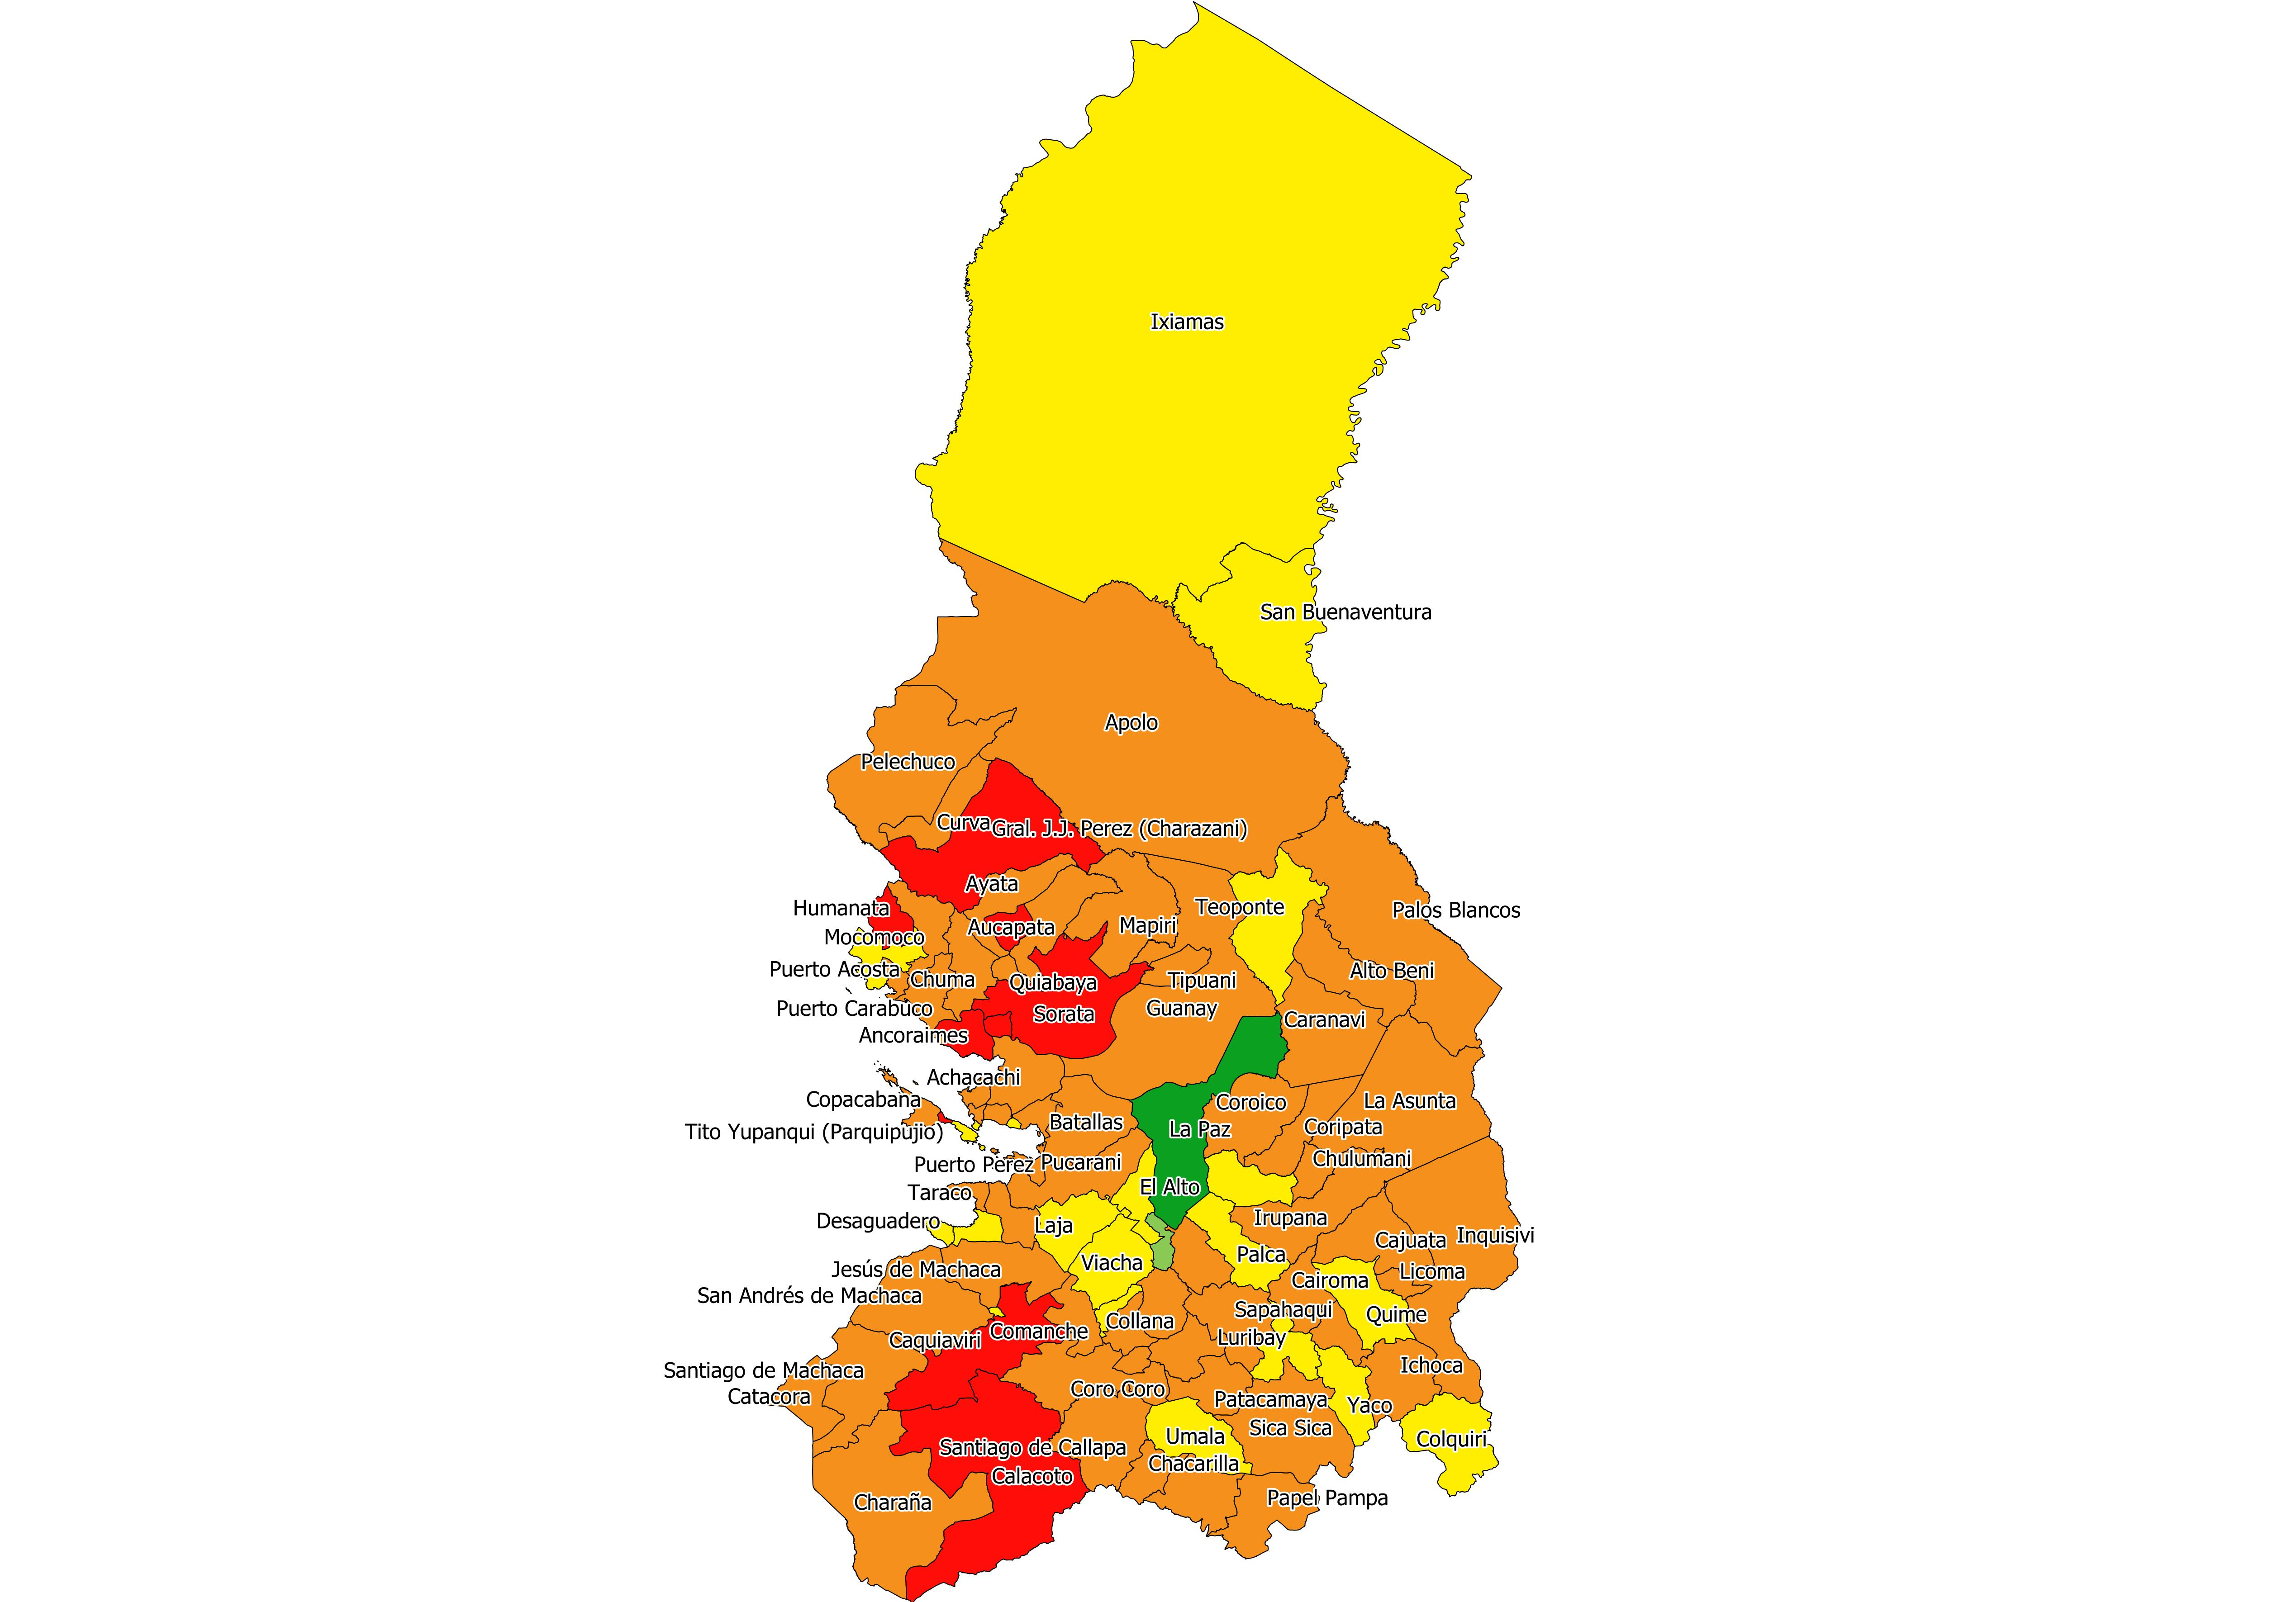 Ixiamas
San Buenaventura
Apolo
Pelechuco
Curva
Gral. J.J. Perez (Charazani)
Ayata
Humanata
Teoponte
Palos Blancos
Aucapata
Mapiri
Mocomoco
Puerto Acosta
Alto Beni
Chuma
Quiabaya
Tipuani
Puerto Carabuco
Guanay
Sorata
Caranavi
Ancoraimes
Achacachi
Copacabana
Coroico
La Asunta
Batallas
Coripata
La Paz
Tito Yupanqui (Parquipujio)
Chulumani
Puerto Perez
Pucarani
El Alto
Taraco
Irupana
Desaguadero
Laja
Inquisivi
Cajuata
Palca
Viacha
Jesús de Machaca
Licoma
Cairoma
San Andrés de Machaca
Sapahaqui
Quime
Collana
Comanche
Luribay
Caquiaviri
Ichoca
Santiago de Machaca
Coro Coro
Catacora
Patacamaya
Yaco
Sica Sica
Umala
Colquiri
Santiago de Callapa
Chacarilla
Calacoto
Papel Pampa
Charaña